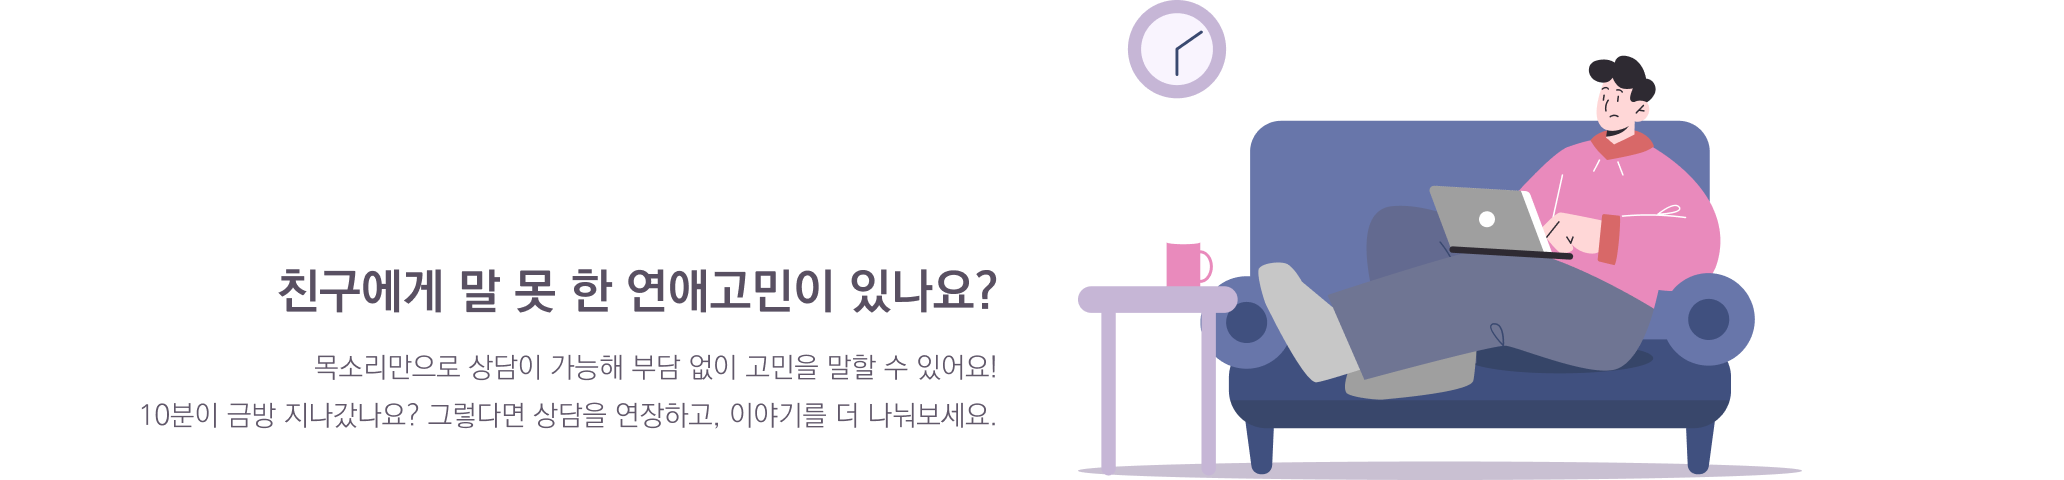 친구에게 말 못 한 연애고민이 있나요?
목소리만으로 상담이 가능해 부담 없이 고민을 말할 수 있어요!
10분이 금방 지나갔나요? 그렇다면 상담을 연장하고, 이야기를 더 나눠보세요.